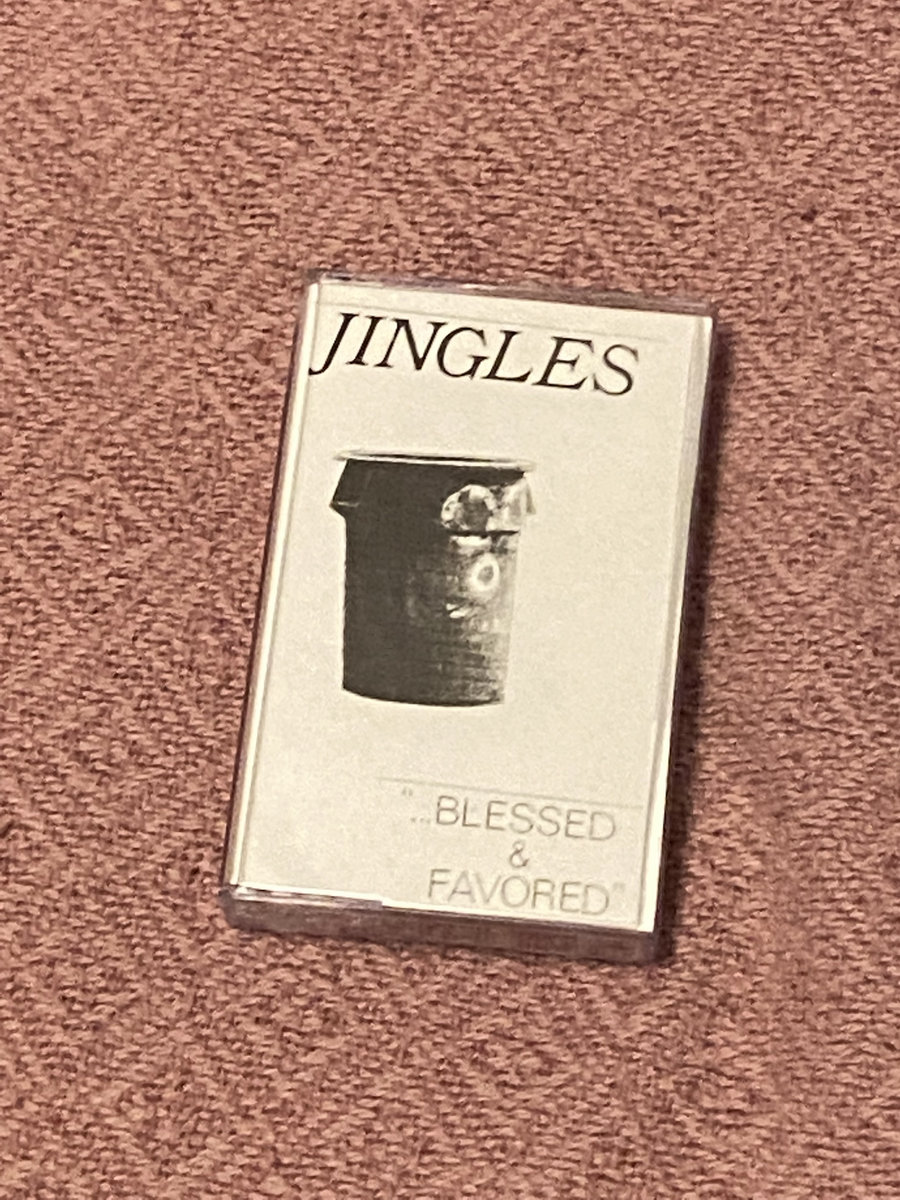 JINGLES
"...BLESSED
&
FAVORED"